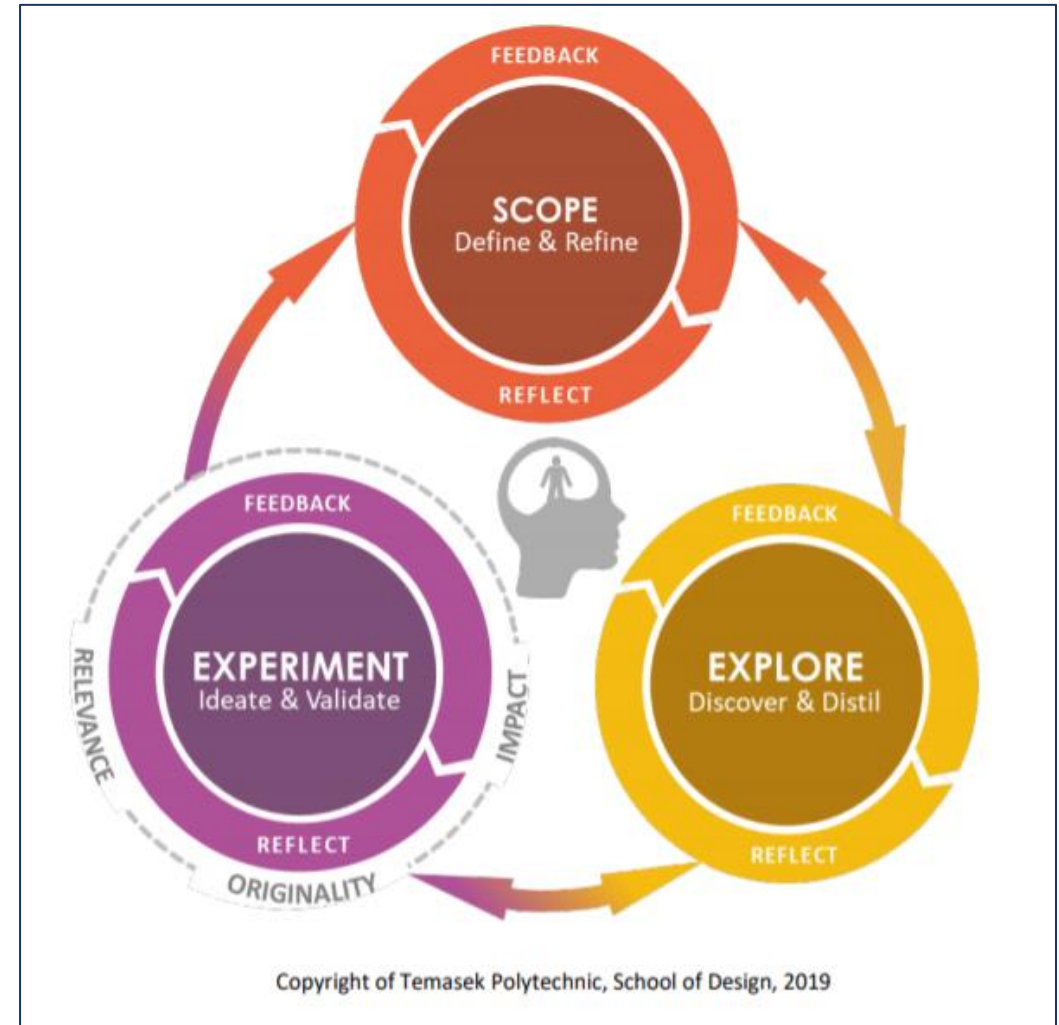 FEEDBACK
SCOPE
Define & Refine
REFLECT
FEEDBACK
EXPERIMENT
Ideate & Validate
REFLECT
RELEVANCE
ORIGINALITY
IMPACT
FEEDBACK
EXPLORE
Discover & Distil
REFLECT
Copyright of Temasek Polytechnic, School of Design, 2019